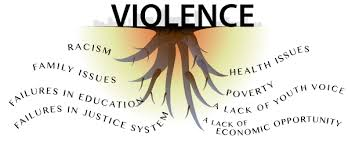 VIOLENCE
RACISM
FAMILY ISSUES
FAILURES IN EDUCATION
FAILURES IN JUSTICE SYSTEM
HEALTH ISSUES
POVERTY
A LACK OF YOUTH VOICE
A LACK OF
ECONOMIC OPPORTUNITY